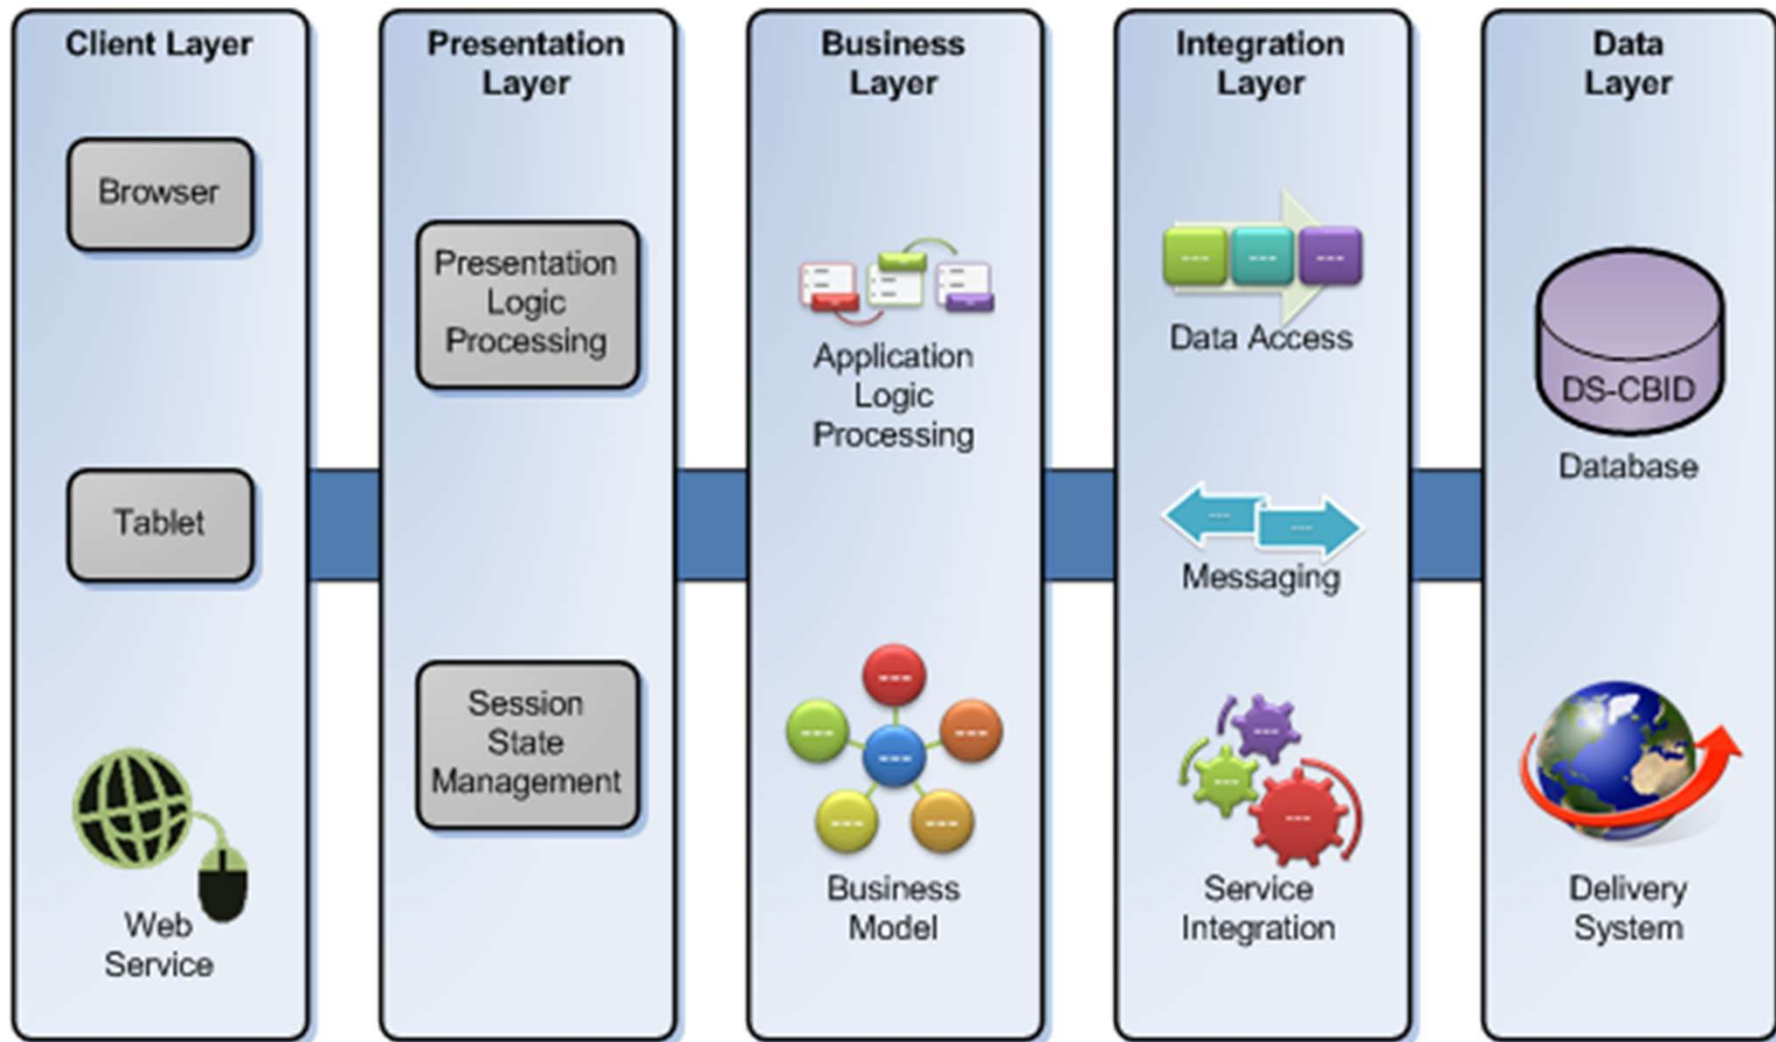 Client Layer
Browser
Tablet
Web
Service
Presentation
Layer
Presentation
Logic
Processing
Session
State
Management
Business
Layer
Application
Logic
Processing
Business
Model
Integration
Layer
Data Access
Messaging
Service
Integration
Data
Layer
DS-CBID
Database
Delivery
System